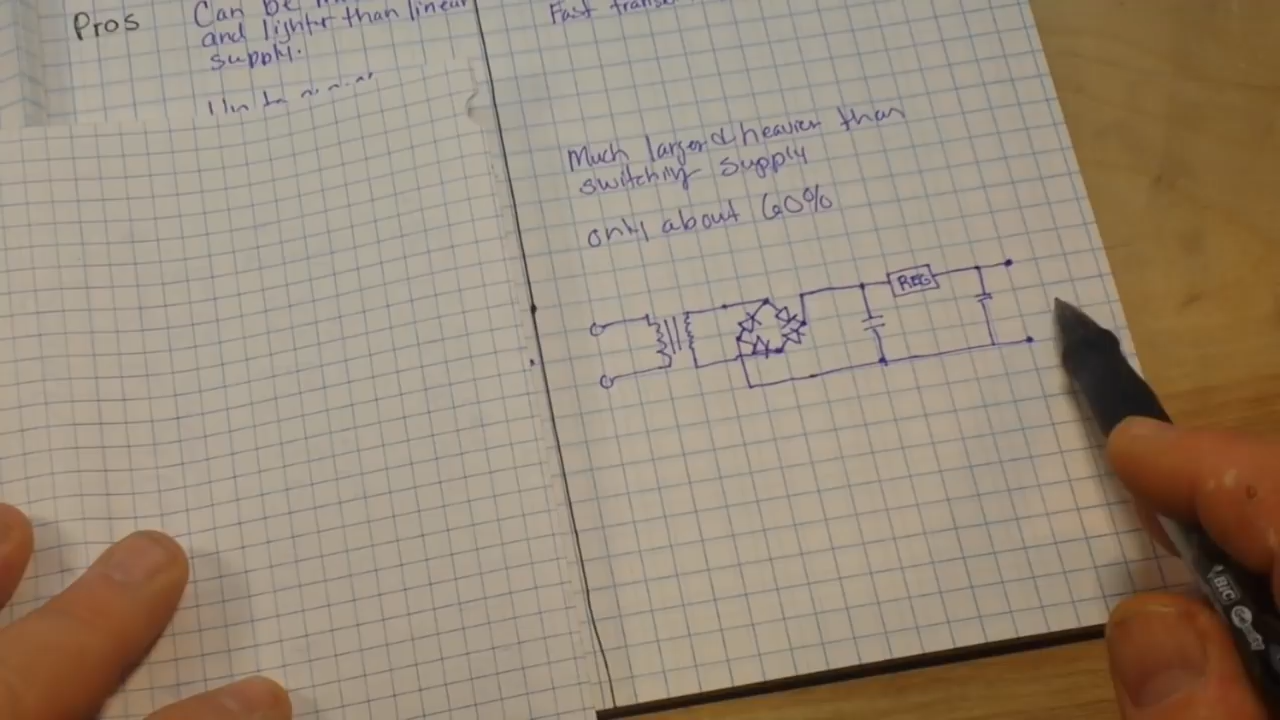 Pros
Can be
and lighter than linear
supply.
Fast
Much larger & heavier than
switching supply
only about 60%
REG
BIC